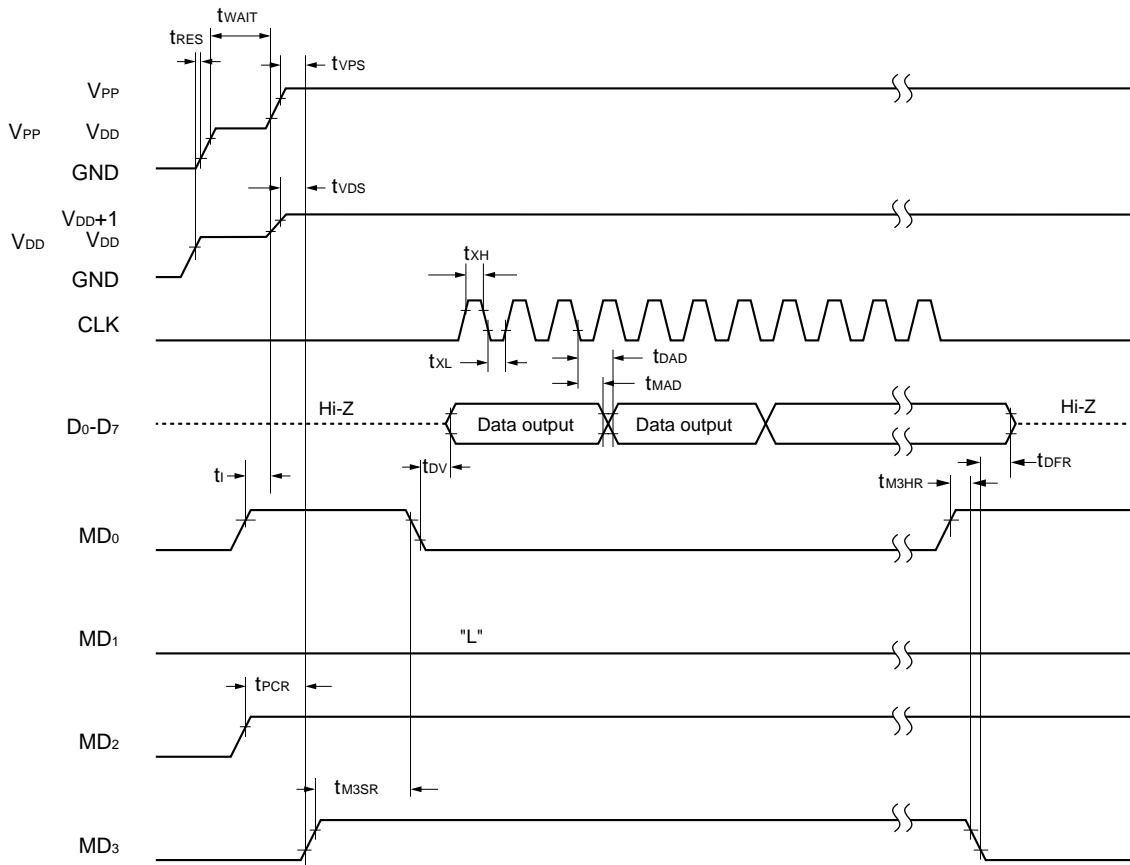 tWAIT
tRES
tVPS
VPP
VPP VDD
GND
tVDS
VDD+1
VDD VDD
GND
tXH
CLK
tXL
tDAD
tMAD
Hi-Z
Hi-Z
D0-D7
Data output
Data output
tI
tDV
tDFR
tM3HR
MD0
MD1
"L"
tPCR
MD2
tM3SR
MD3